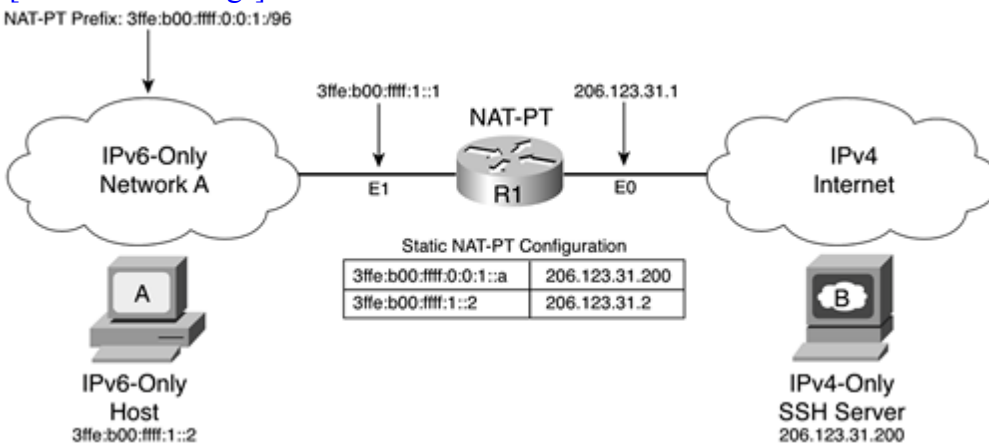 NAT-PT Prefix: 3ffe:b00:ffff:0:0:1:/96
3ffe:b00:ffff:1::1
206.123.31.1
NAT-PT
IPv6-Only
Network A
E1
R1
E0
IPv4
Internet
Static NAT-PT Configuration
3ffe:b00:ffff:0:0:1::a 206.123.31.200
3ffe:b00:ffff:1::2 206.123.31.2
A
B
IPv6-Only
Host
3ffe:b00:ffff:1::2
IPv4-Only
SSH Server
206.123.31.200